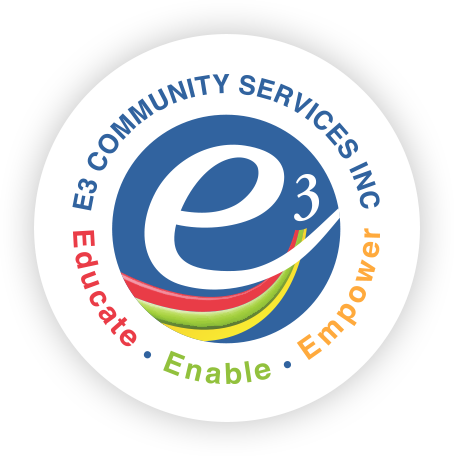 E3 COMMUNITY SERVICES INC
e3
Educate • Enable • Empower